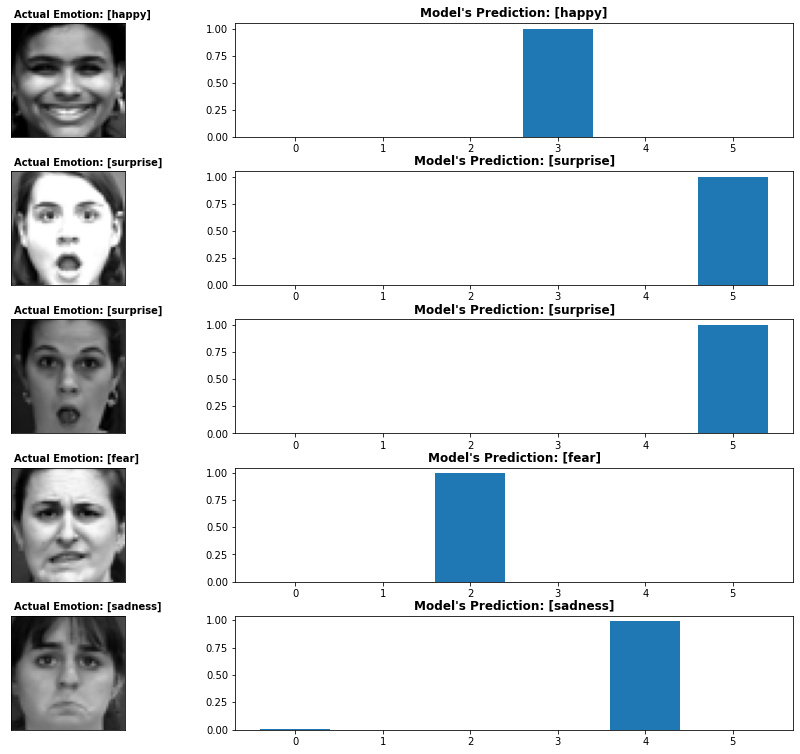 Actual Emotion: [happy]
Model's Prediction: [happy]
1.00
0.75
0.50
0.25
0.00
0 1 2 3 4 5
Actual Emotion: [surprise]
Model's Prediction: [surprise]
1.00
0.75
0.50
0.25
0.00
0 1 2 3 4 5
Actual Emotion: [surprise]
Model's Prediction: [surprise]
1.00
0.75
0.50
0.25
0.00
0 1 2 3 4 5
Actual Emotion: [fear]
Model's Prediction: [fear]
1.00
0.75
0.50
0.25
0.00
0 1 2 3 4 5
Actual Emotion: [sadness]
Model's Prediction: [sadness]
1.00
0.75
0.50
0.25
0.00
0 1 2 3 4 5